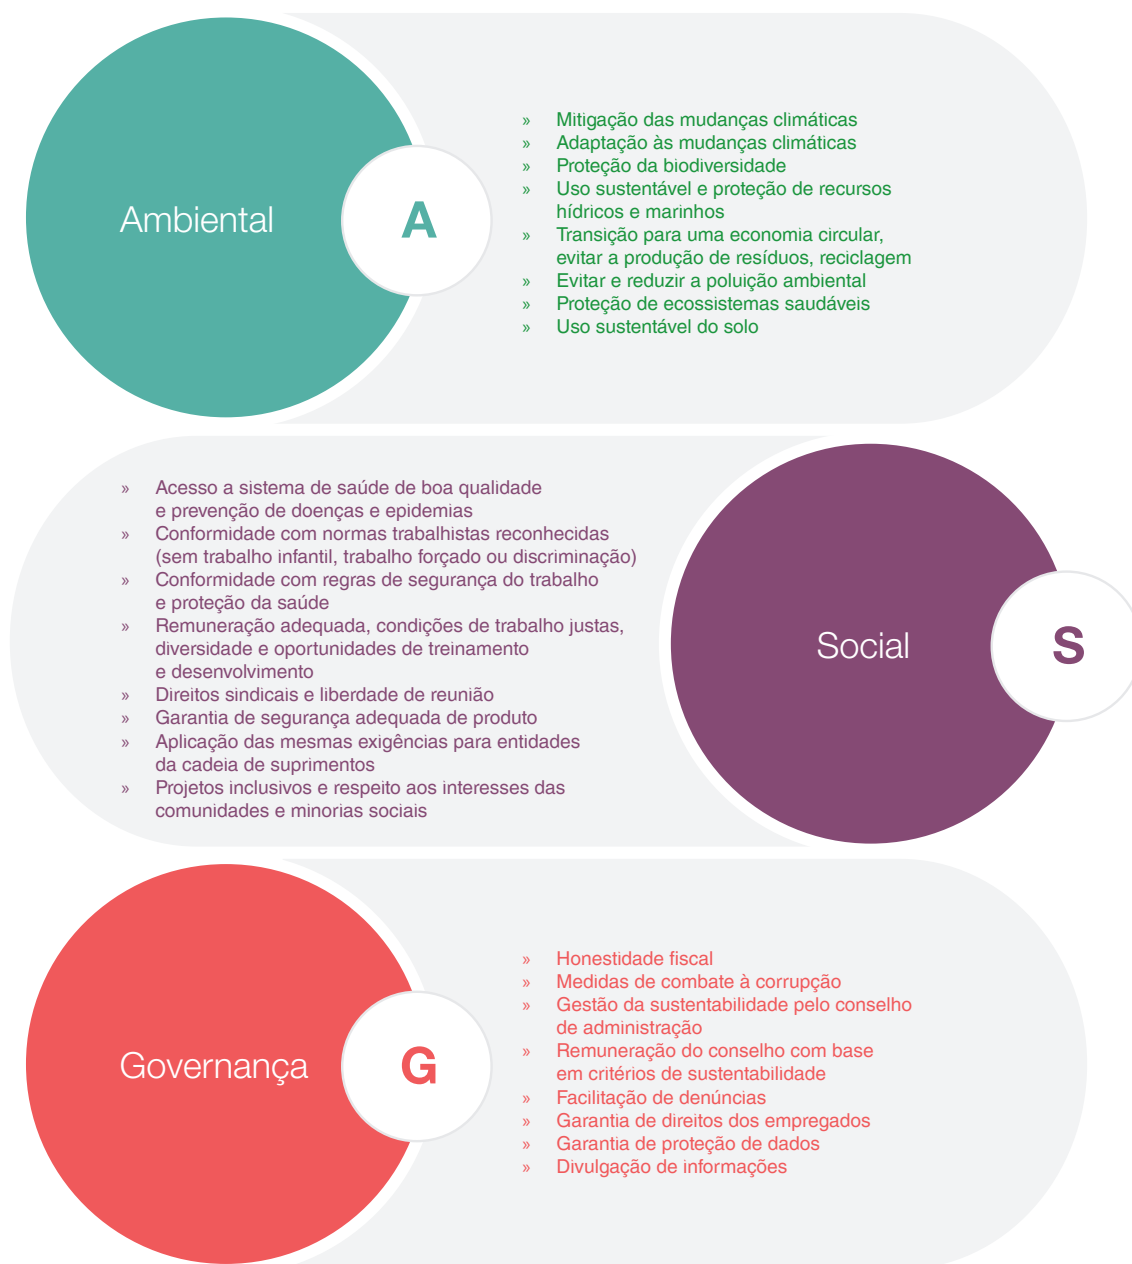 Ambiental
A
» Mitigação das mudanças climáticas
» Adaptação às mudanças climáticas
» Proteção da biodiversidade
» Uso sustentável e proteção de recursos
hídricos e marinhos
» Transição para uma economia circular,
evitar a produção de resíduos, reciclagem
» Evitar e reduzir a poluição ambiental
» Proteção de ecossistemas saudáveis
» Uso sustentável do solo
» Acesso a sistema de saúde de boa qualidade
e prevenção de doenças e epidemias
» Conformidade com normas trabalhistas reconhecidas
(sem trabalho infantil, trabalho forçado ou discriminação)
» Conformidade com regras de segurança do trabalho
e proteção da saúde
» Remuneração adequada, condições de trabalho justas,
diversidade e oportunidades de treinamento
e desenvolvimento
» Direitos sindicais e liberdade de reunião
» Garantia de segurança adequada de produto
» Aplicação das mesmas exigências para entidades
da cadeia de suprimentos
» Projetos inclusivos e respeito aos interesses das
comunidades e minorias sociais
Social
S
Governança
G
» Honestidade fiscal
» Medidas de combate à corrupção
» Gestão da sustentabilidade pelo conselho
de administração
» Remuneração do conselho com base
em critérios de sustentabilidade
» Facilitação de denúncias
» Garantia de direitos dos empregados
» Garantia de proteção de dados
» Divulgação de informações